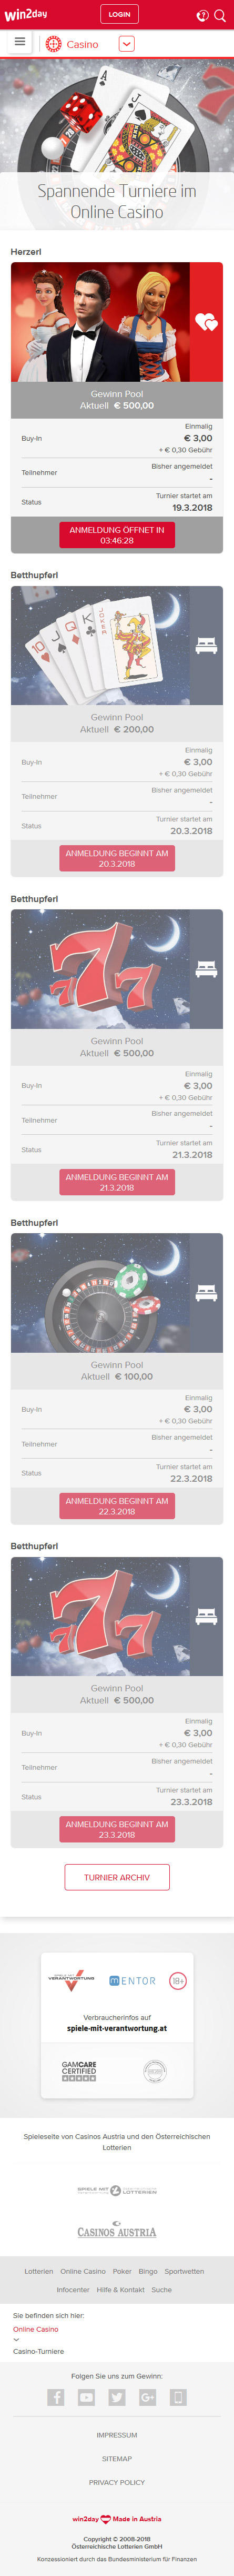 win2day
LOGIN
Casino
Spannende Turniere im
Online Casino
Herzerl
Gewinn Pool
Aktuell € 500,00
Einmalig
Buy-In € 3,00
+ € 0,30 Gebühr
Bisher angemeldet
Teilnehmer -
Turnier startet am
Status 19.3.2018
ANMELDUNG ÖFFNET IN
03:46:28
Betthupferl
10 J Q K JOKER
Gewinn Pool
Aktuell € 200,00
Einmalig
Buy-In € 3,00
+ € 0,30 Gebühr
Bisher angemeldet
Teilnehmer -
Turnier startet am
Status 20.3.2018
ANMELDUNG BEGINNT AM
20.3.2018
Betthupferl
777
Gewinn Pool
Aktuell € 500,00
Einmalig
Buy-In € 3,00
+ € 0,30 Gebühr
Bisher angemeldet
Teilnehmer -
Turnier startet am
Status 21.3.2018
ANMELDUNG BEGINNT AM
21.3.2018
Betthupferl
Gewinn Pool
Aktuell € 100,00
Einmalig
Buy-In € 3,00
+ € 0,30 Gebühr
Bisher angemeldet
Teilnehmer -
Turnier startet am
Status 22.3.2018
ANMELDUNG BEGINNT AM
22.3.2018
Betthupferl
777
Gewinn Pool
Aktuell € 500,00
Einmalig
Buy-In € 3,00
+ € 0,30 Gebühr
Bisher angemeldet
Teilnehmer -
Turnier startet am
Status 23.3.2018
ANMELDUNG BEGINNT AM
23.3.2018
TURNIER ARCHIV
SPIELE MIT
VERANTWORTUNG
MENTOR
18+
Verbraucherinfos auf
spiele-mit-verantwortung.at
GAMCARE
CERTIFIED
Spieleseite von Casinos Austria und den Österreichischen
Lotterien
SPIELE MIT LOTTERIEN
CASINOS AUSTRIA
Lotterien Online Casino Poker Bingo Sportwetten
Infocenter Hilfe & Kontakt Suche
Sie befinden sich hier:
Online Casino
Casino-Turniere
Folgen Sie uns zum Gewinn:
IMPRESSUM
SITEMAP
PRIVACY POLICY
win2day Made in Austria
Copyright © 2008-2018
Österreichische Lotterien GmbH
Konzessioniert durch das Bundesministerium für Finanzen